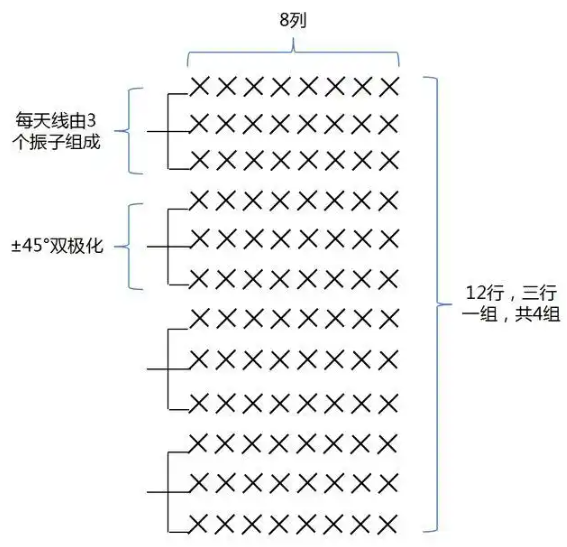 8列
每天线由3
个振子组成
±45°双极化
12行，三行
一组，共4组